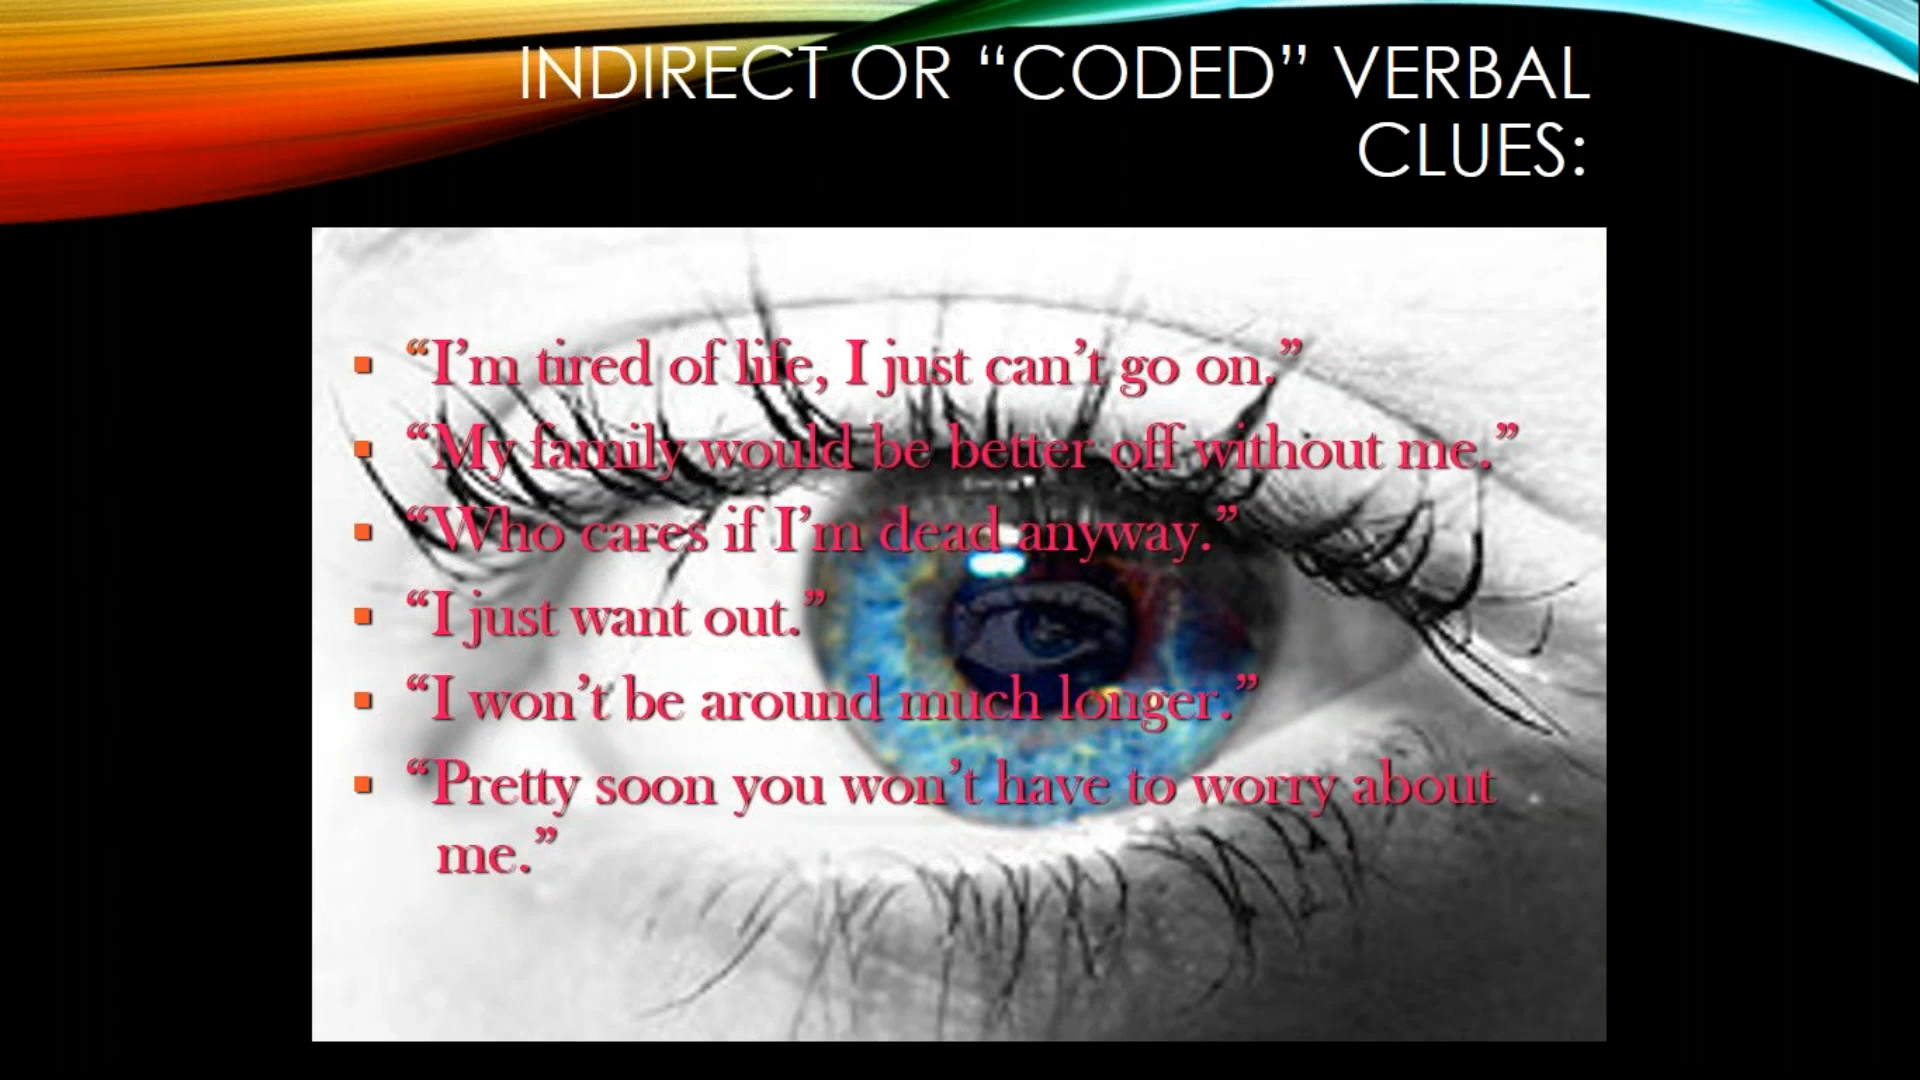 INDIRECT OR “CODED” VERBAL
CLUES:
▪ “I’m tired of life, I just can’t go on.”
▪ “My family would be better off without me.”
▪ “Who cares if I’m dead anyway.”
▪ “I just want out.”
▪ “I won’t be around much longer.”
▪ “Pretty soon you won’t have to worry about
me.”